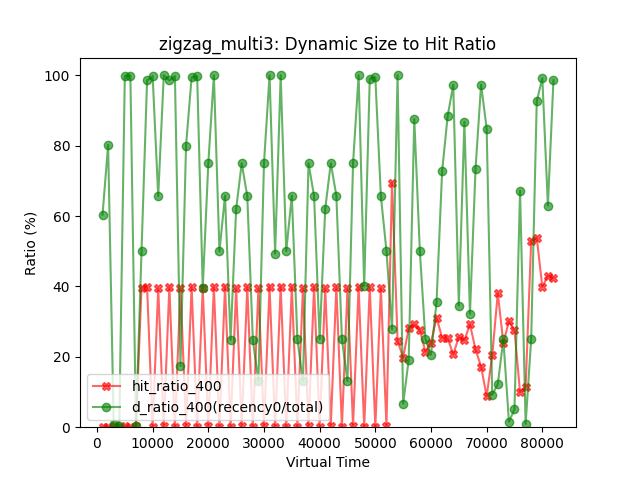 zigzag_multi3: Dynamic Size to Hit Ratio
Ratio (%)
100
80
60
40
20
0
hit_ratio_400
d_ratio_400(recency0/total)
0 10000 20000 30000 40000 50000 60000 70000 80000
Virtual Time